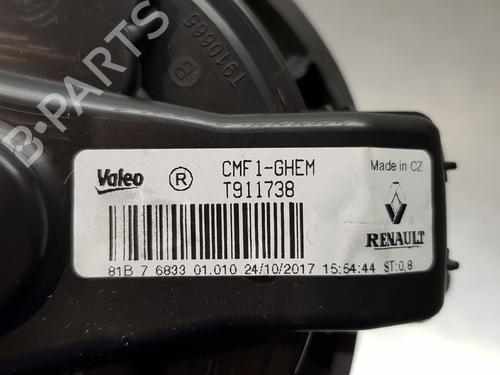 B-PARTS
T910665
B
Valeo
®
CMF1-GHEM
T911738
Made in CZ
RENAULT
81B 7 6833 01.010 24/10/2017 15:54:44 ST:0,8